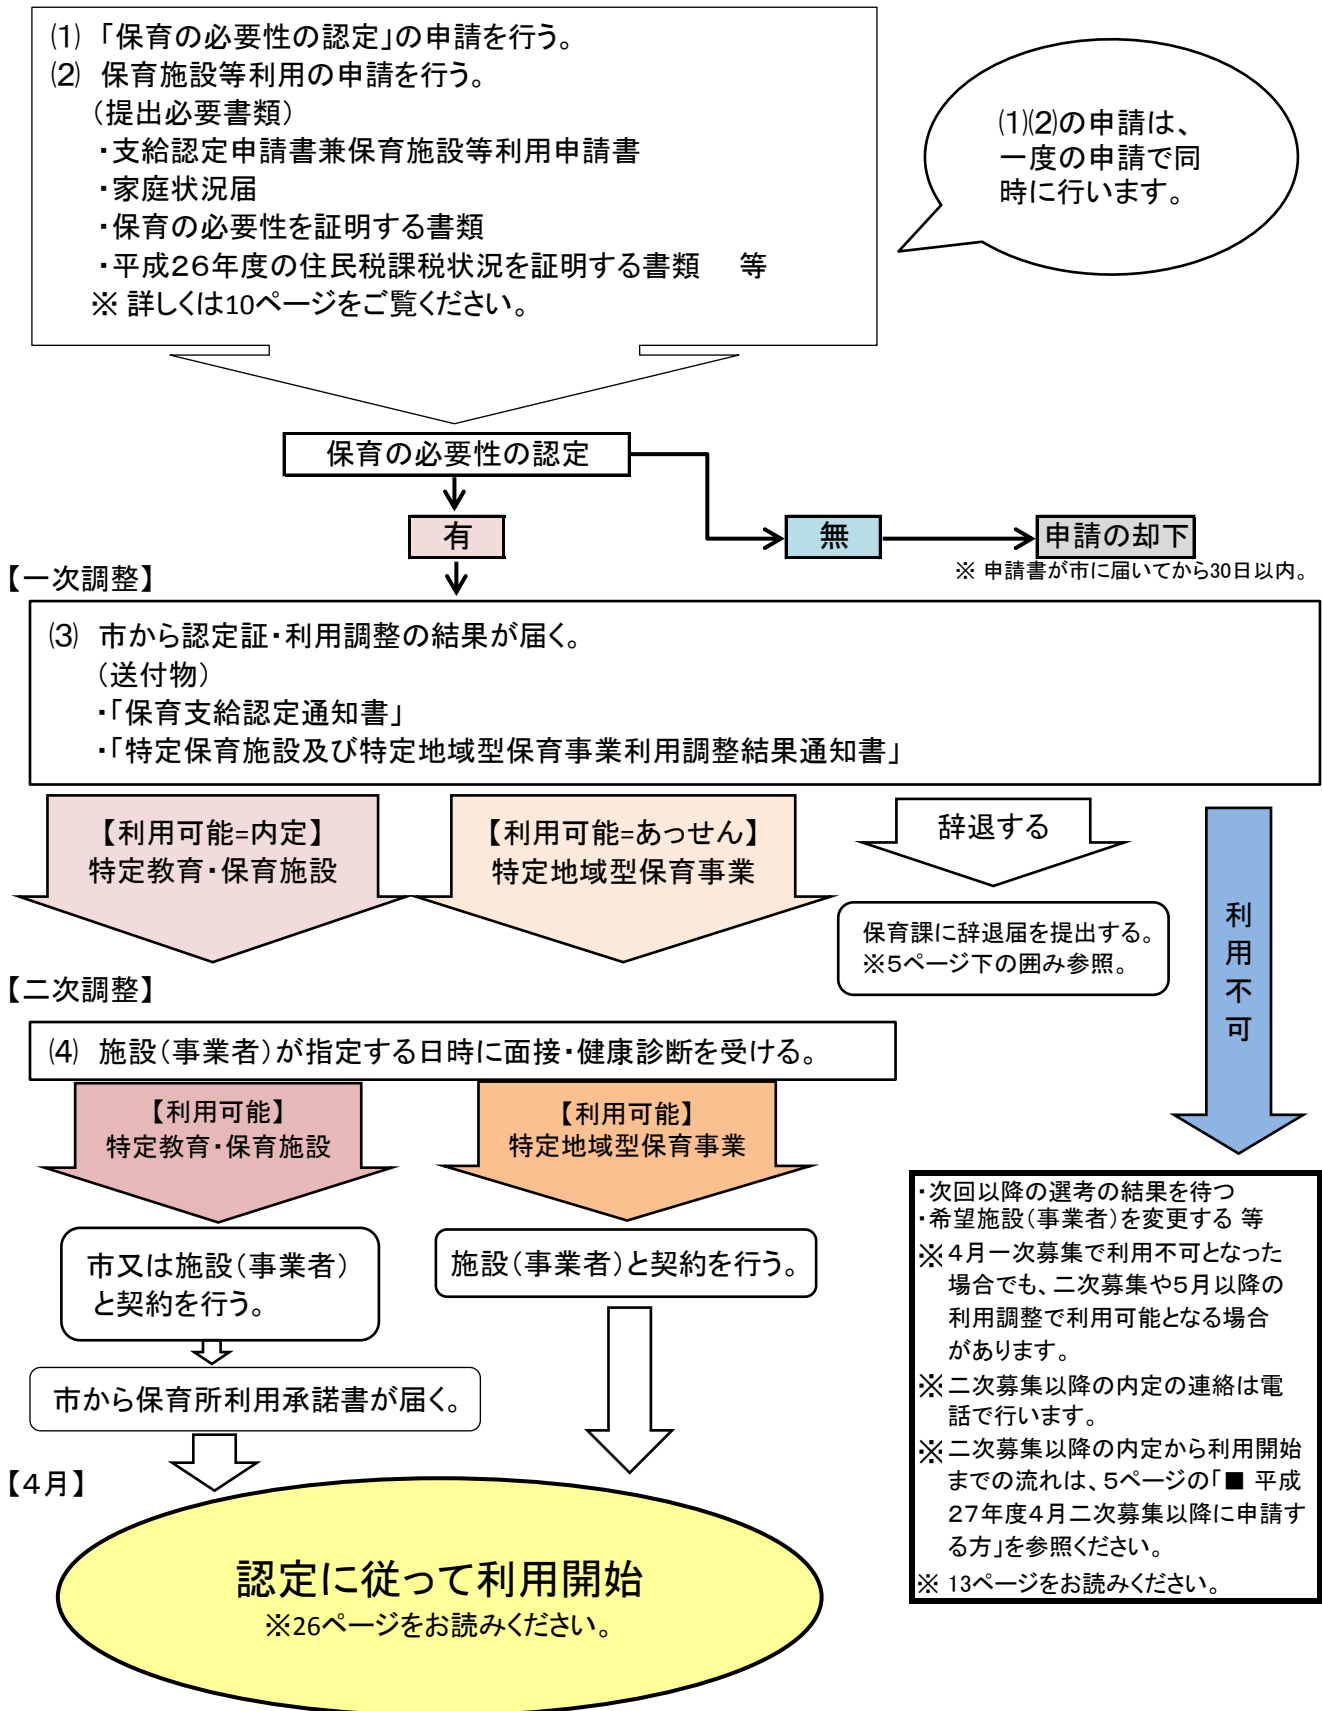 ⑴ 「保育の必要性の認定」の申請を行う。
⑵ 保育施設等利用の申請を行う。
（提出必要書類）
・支給認定申請書兼保育施設等利用申請書
・家庭状況届
・保育の必要性を証明する書類
・平成２６年度の住民税課税状況を証明する書類　等
※ 詳しくは10ページをご覧ください。
⑴⑵の申請は、
一度の申請で同
時に行います。
保育の必要性の認定
有
無
申請の却下
※ 申請書が市に届いてから30日以内。
【一次調整】
⑶ 市から認定証・利用調整の結果が届く。
（送付物）
・「保育支給認定通知書」
・「特定保育施設及び特定地域型保育事業利用調整結果通知書」
【利用可能=内定】
特定教育・保育施設
【利用可能=あっせん】
特定地域型保育事業
辞退する
保育課に辞退届を提出する。
※５ページ下の囲み参照。
利用不可
【二次調整】
⑷ 施設（事業者）が指定する日時に面接・健康診断を受ける。
【利用可能】
特定教育・保育施設
【利用可能】
特定地域型保育事業
市又は施設（事業者）
と契約を行う。
施設（事業者）と契約を行う。
市から保育所利用承諾書が届く。
・次回以降の選考の結果を待つ
・希望施設（事業者）を変更する 等
※４月一次募集で利用不可となった
場合でも、二次募集や５月以降の
利用調整で利用可能となる場合
があります。
※二次募集以降の内定の連絡は電
話で行います。
※二次募集以降の内定から利用開始
までの流れは、５ページの「■ 平成
２７年度４月二次募集以降に申請す
る方」を参照ください。
※ 13ページをお読みください。
【４月】
認定に従って利用開始
※26ページをお読みください。